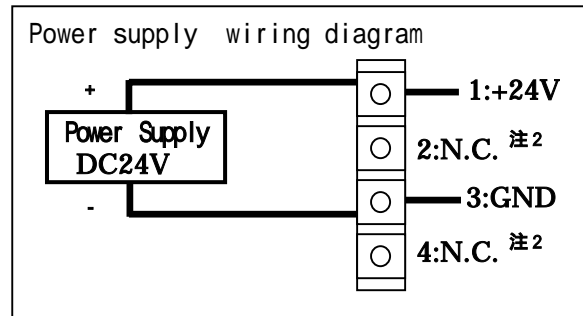 Power supply wiring diagram
+
1:+24V
Power Supply
DC24V
2:N.C. 注2
-
3:GND
4:N.C. 注2